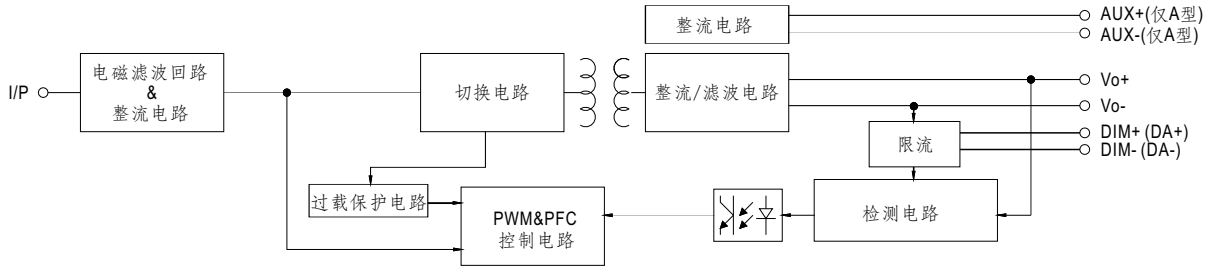 整流电路
AUX+(仅A型)
AUX-(仅A型)
I/P
电磁滤波回路
&
整流电路
切换电路
整流/滤波电路
Vo+
Vo-
限流
DIM+ (DA+)
DIM- (DA-)
过载保护电路
PWM&PFC
控制电路
检测电路